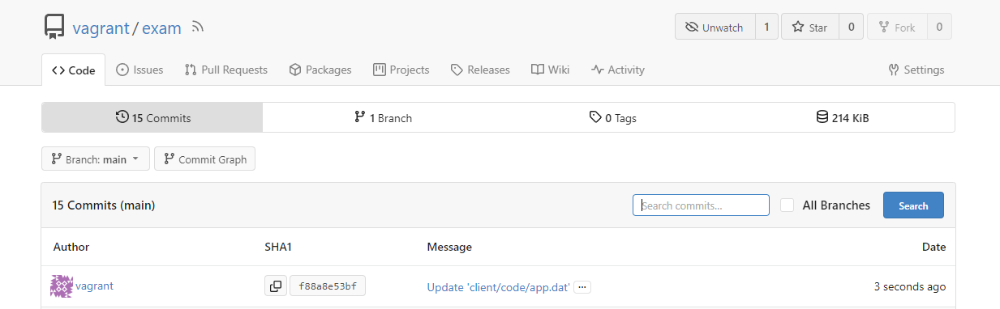 vagrant / exam
Unwatch 1 Star 0 Fork 0
Code Issues Pull Requests Packages Projects Releases Wiki Activity Settings
15 Commits 1 Branch 0 Tags 214 KiB
Branch: main Commit Graph
15 Commits (main) Search commits... All Branches Search
Author SHA1 Message Date
vagrant f88a8e53bf Update 'client/code/app.dat' ... 3 seconds ago